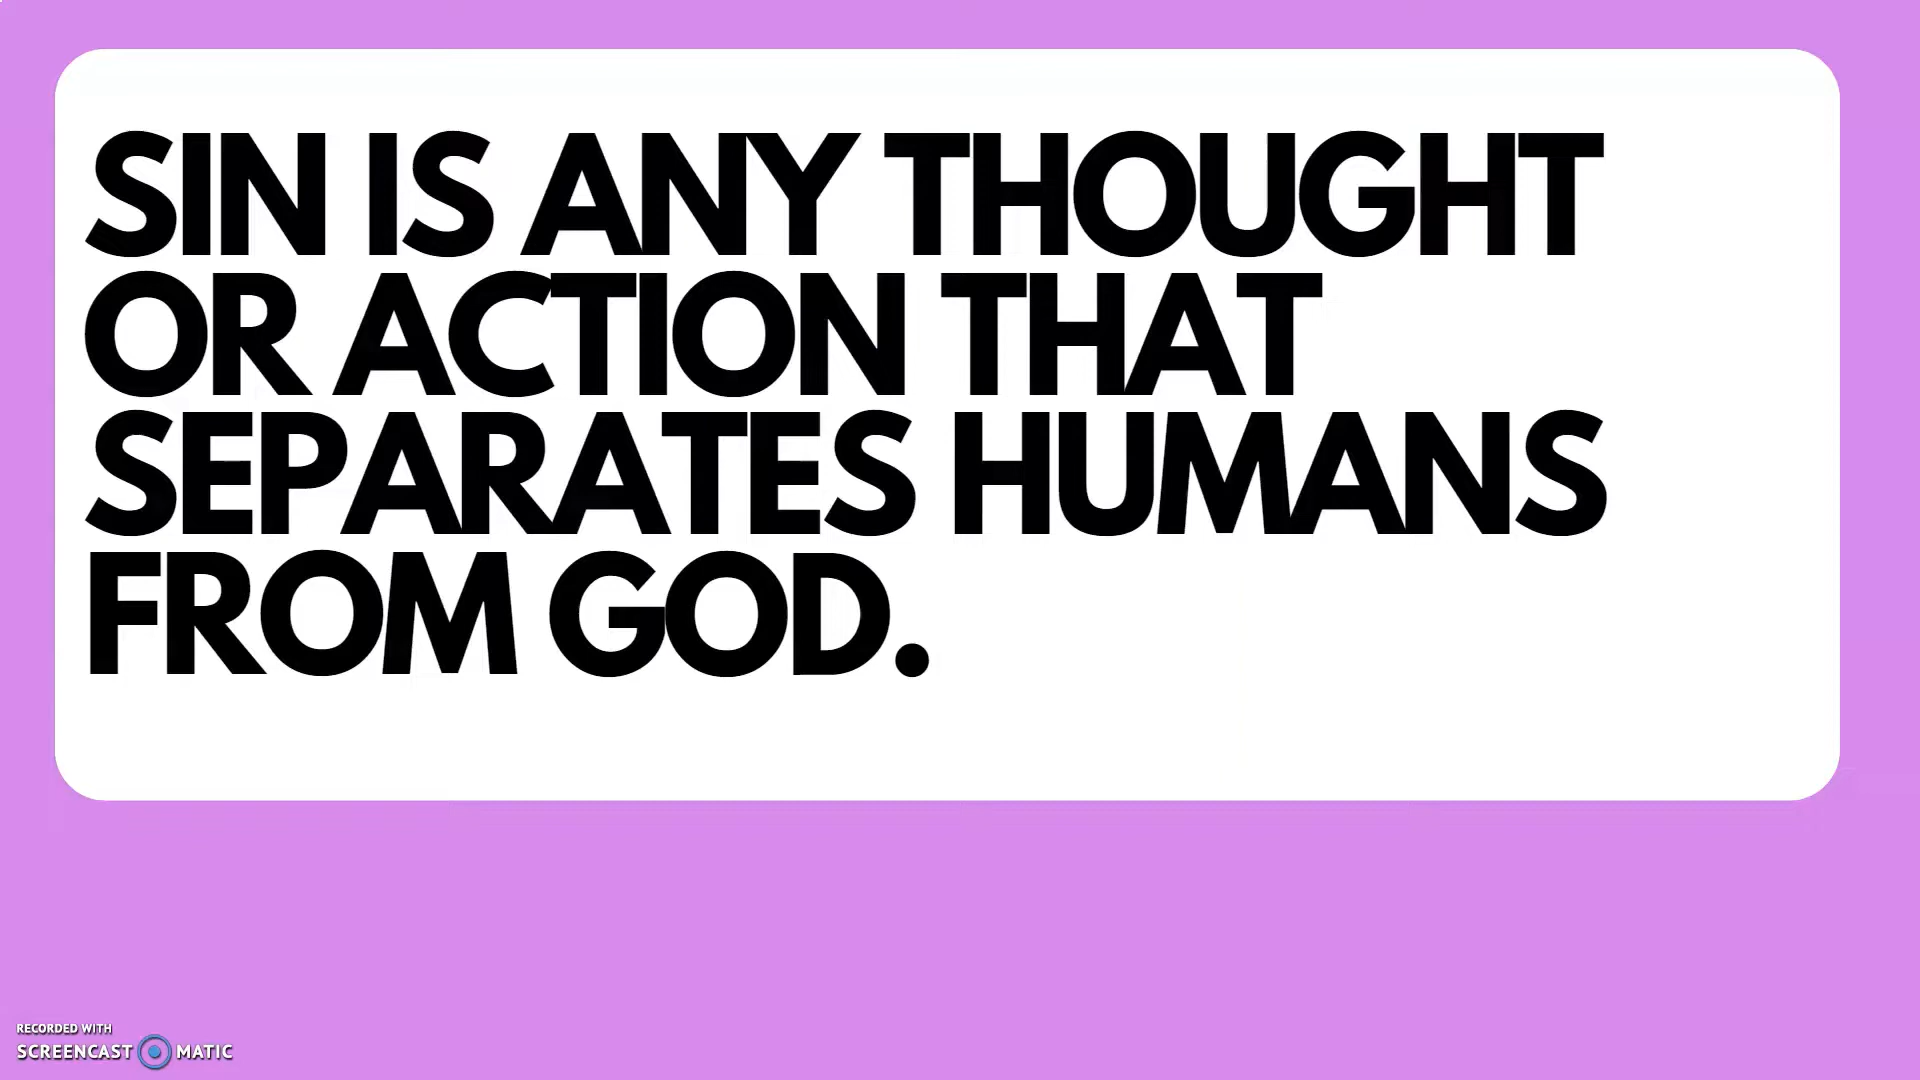 SIN IS ANY THOUGHT
OR ACTION THAT
SEPARATES HUMANS
FROM GOD.
RECORDED WITH
SCREENCAST MATIC